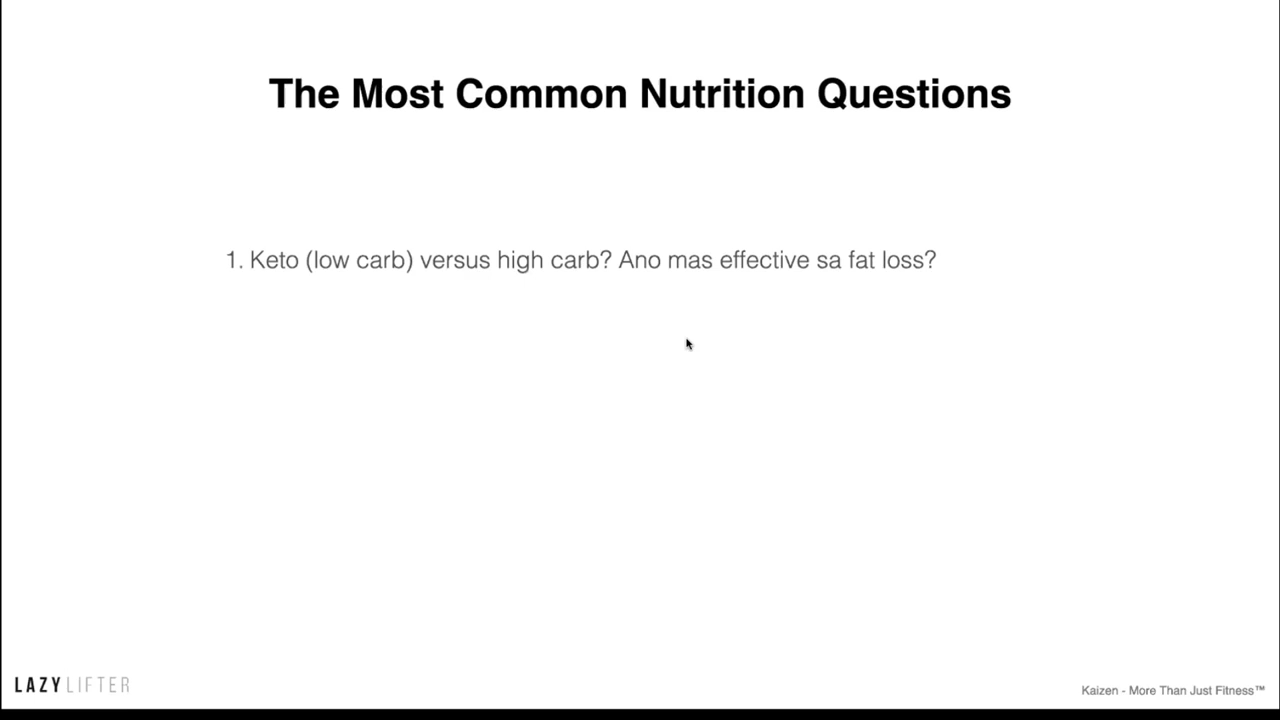 The Most Common Nutrition Questions
1. Keto (low carb) versus high carb? Ano mas effective sa fat loss?
LAZYLIFTER
Kaizen - More Than Just Fitness™